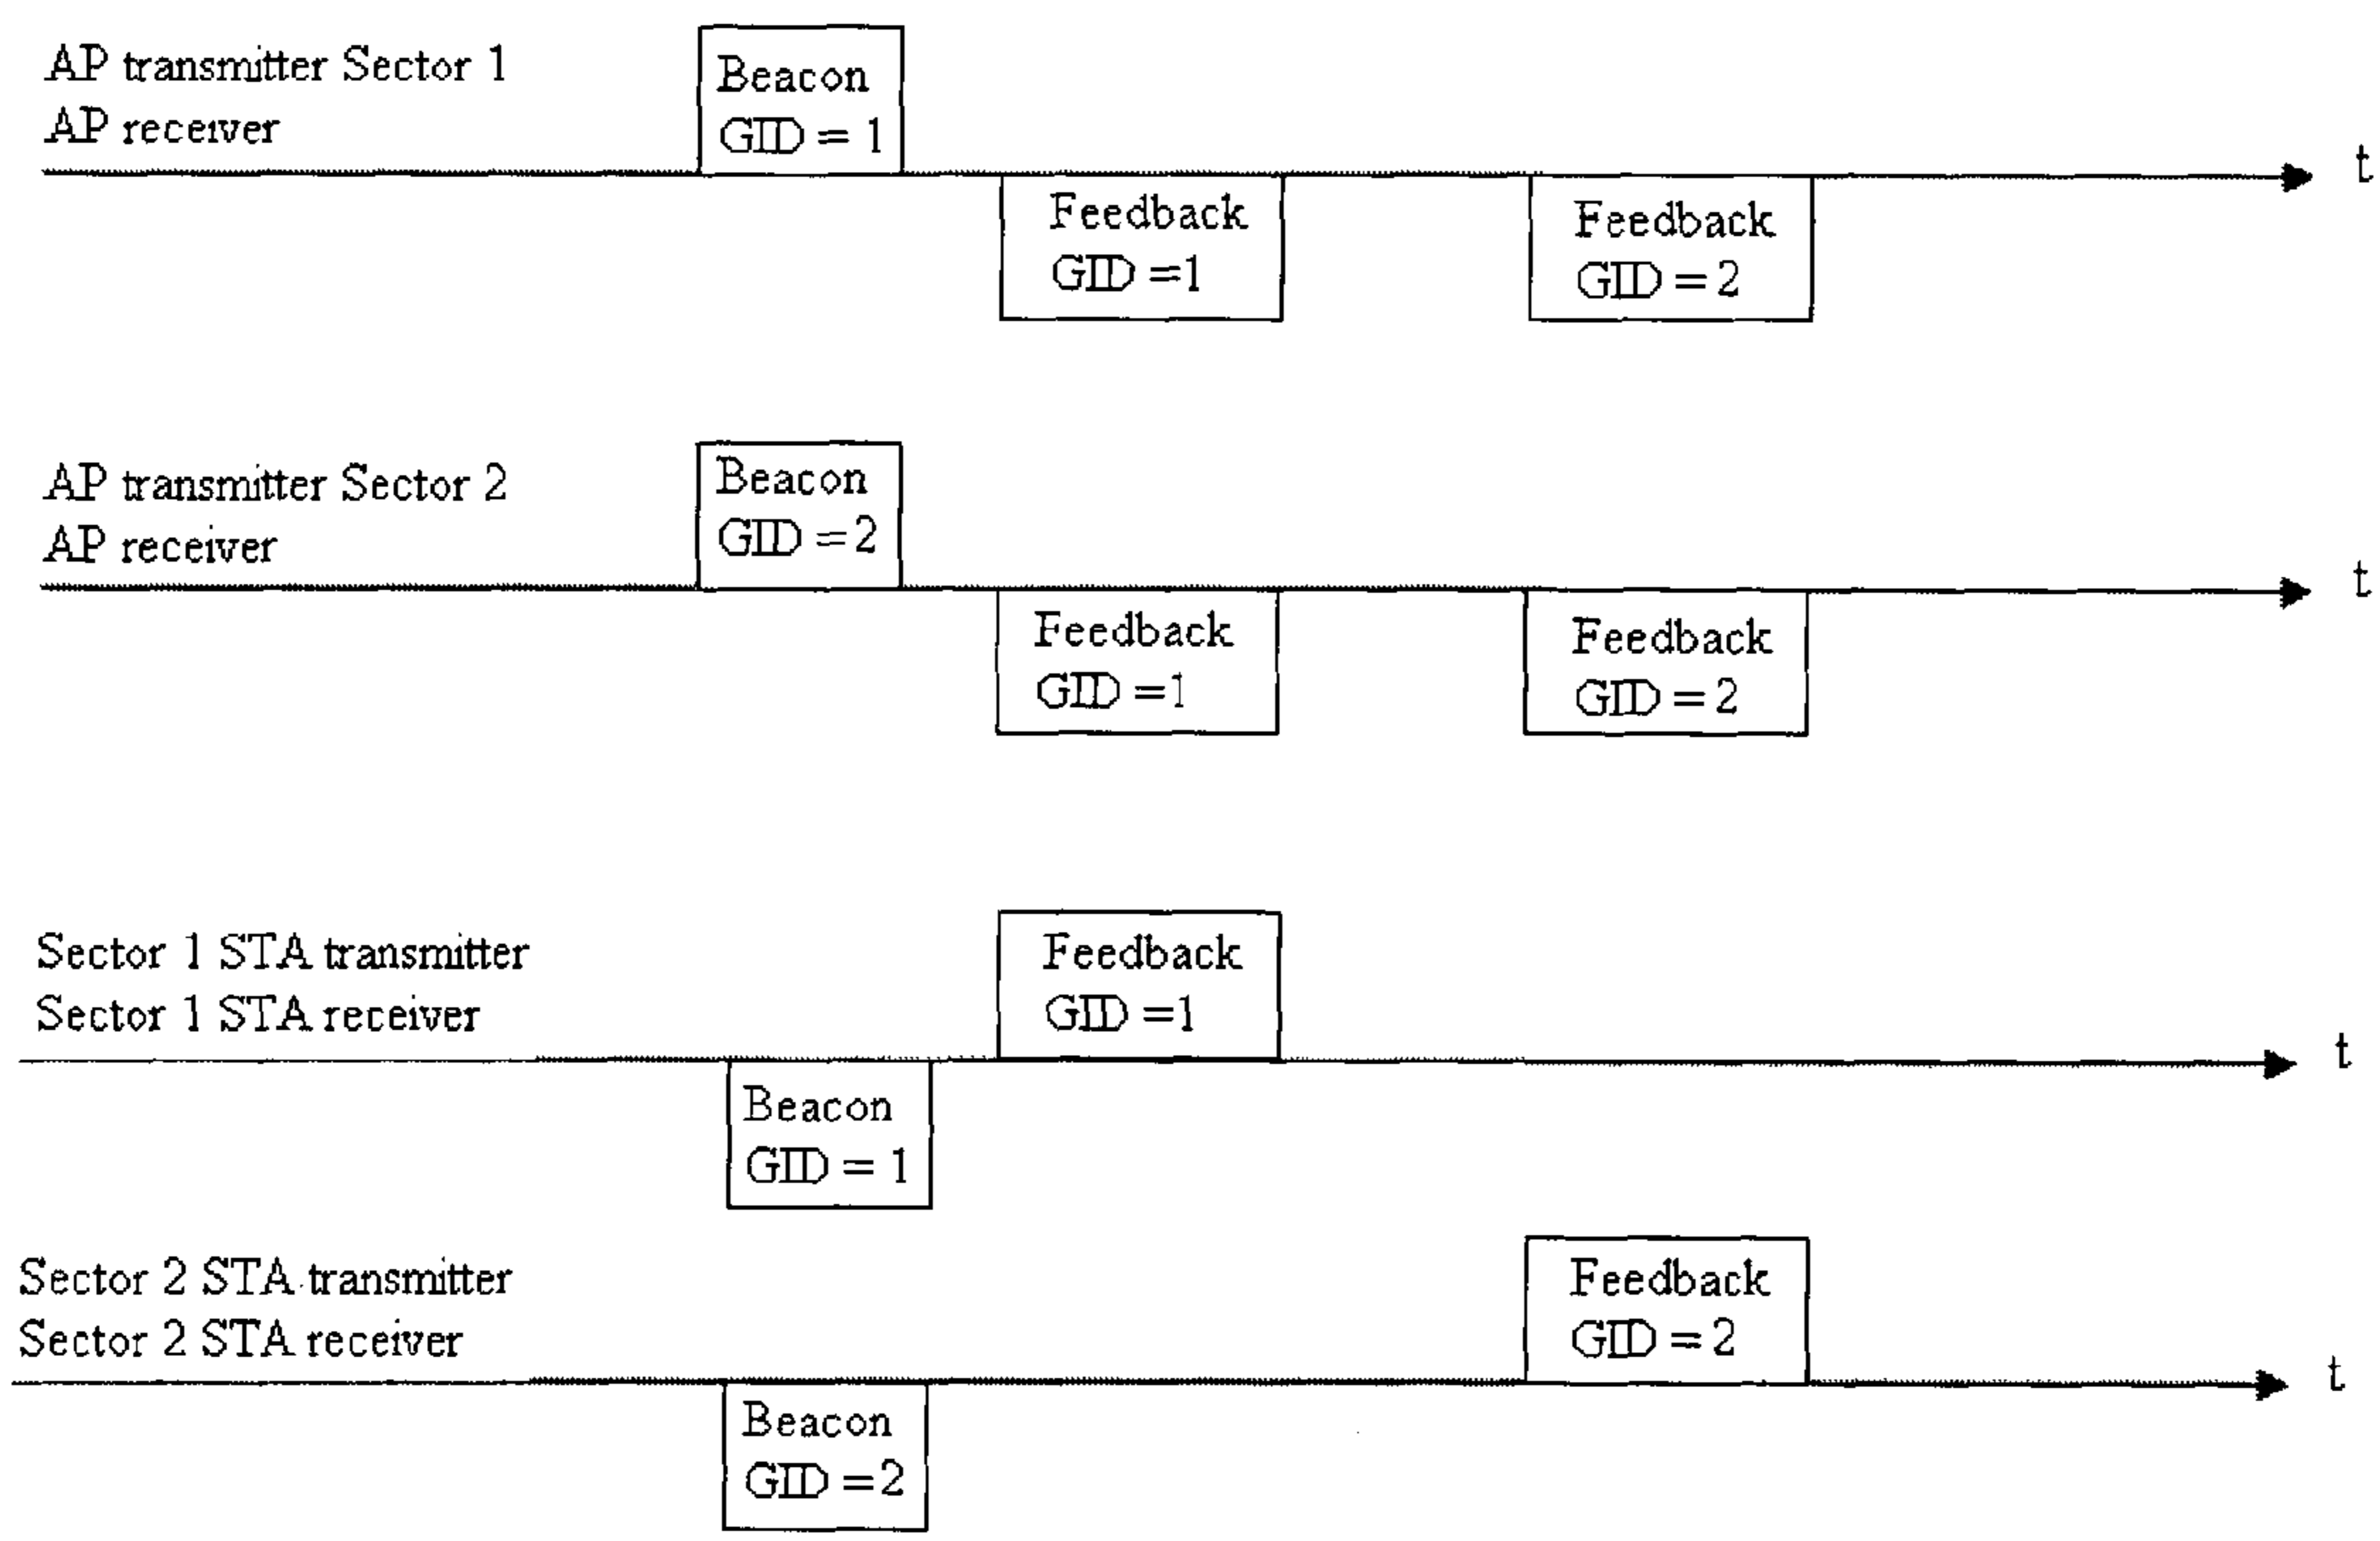 AP transmitter Sector 1
AP receiver
Beacon
GID = 1
t
Feedback
GID =1
Feedback
GID = 2
AP transmitter Sector 2
AP receiver
Beacon
GID =2
t
Feedback
GID =1
Feedback
GID = 2
Sector 1 STA transmitter
Sector 1 STA receiver
Feedback
GID =1
t
Beacon
GID = 1
Sector 2 STA transmitter
Sector 2 STA receiver
Feedback
GID = 2
t
Beacon
GID =2